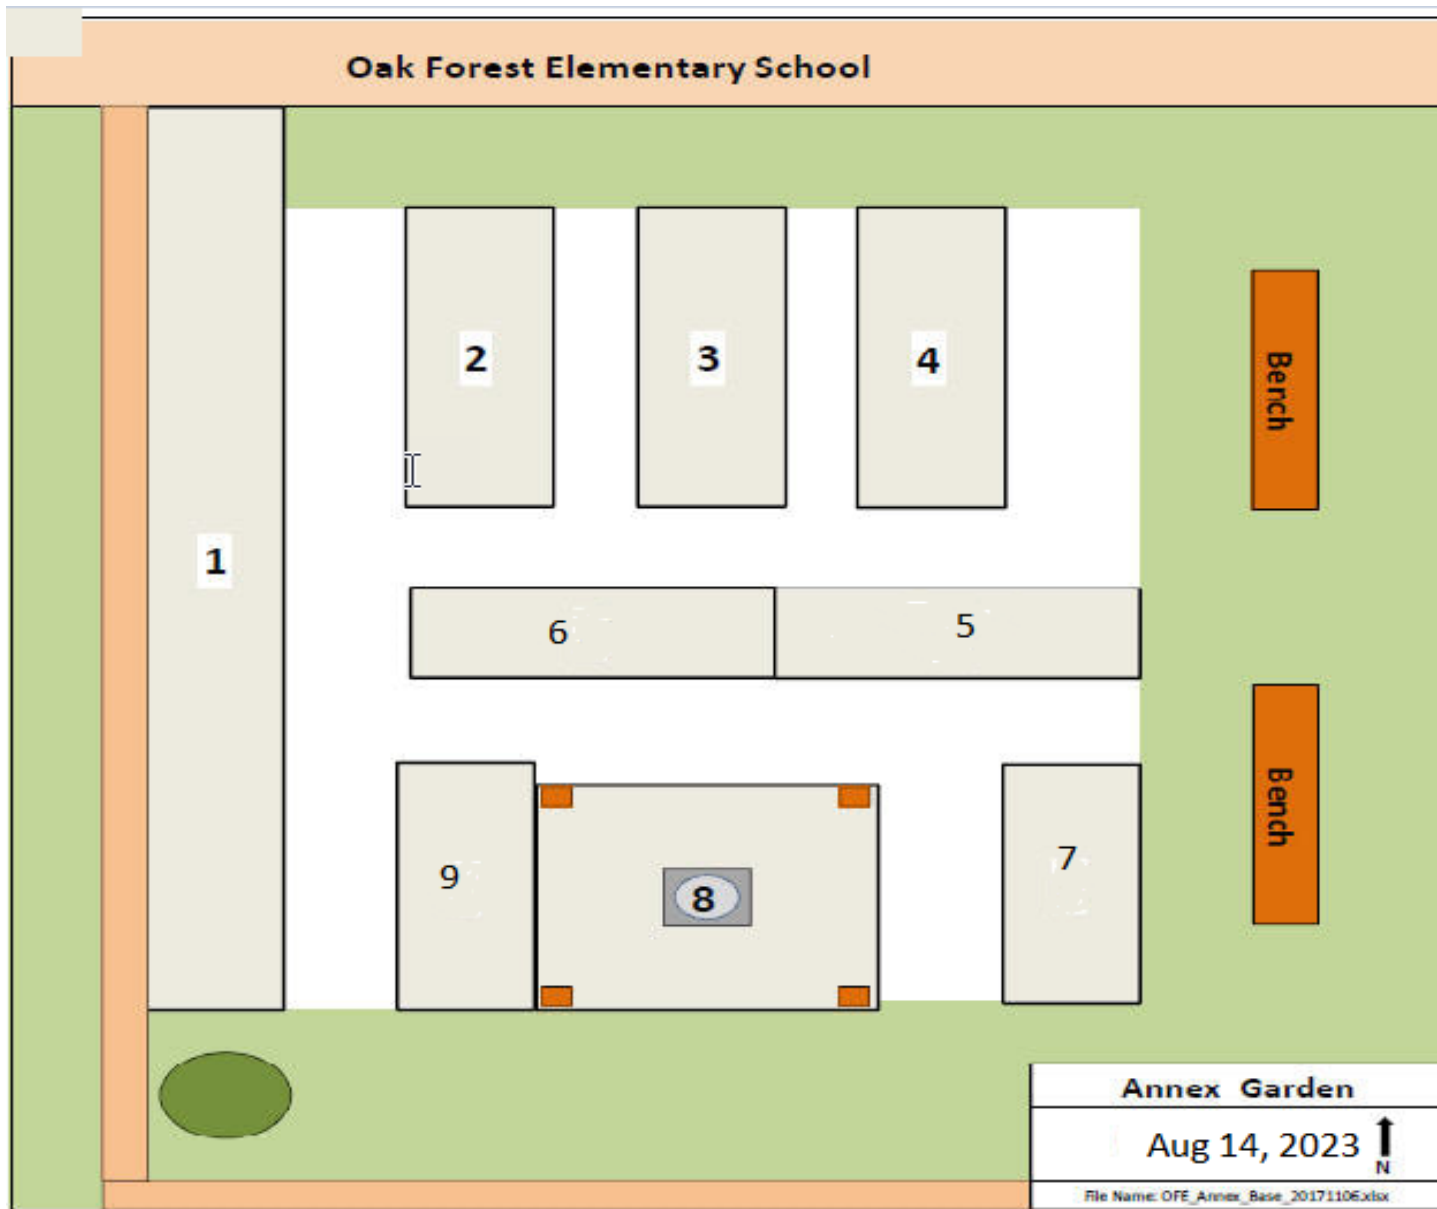 Oak Forest Elementary School
2
3
4
Bench
1
6
5
9
8
7
Bench
Annex Garden
Aug 14, 2023
N
File Name: OFE_Annex_Base_20171106.xlsx